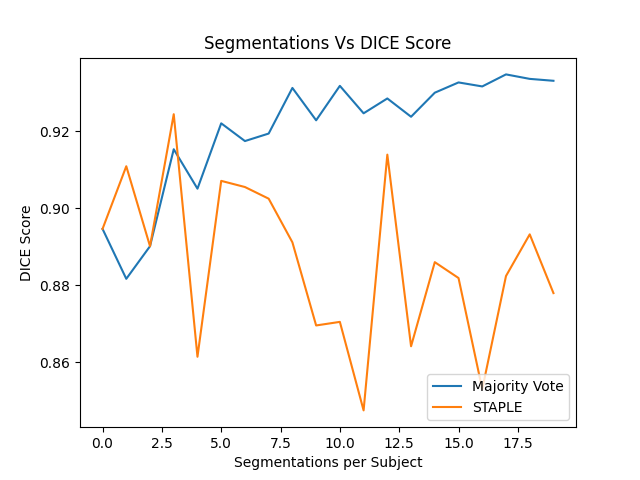 Segmentations Vs DICE Score
DICE Score
0.92
0.90
0.88
0.86
Majority Vote
STAPLE
0.0 2.5 5.0 7.5 10.0 12.5 15.0 17.5
Segmentations per Subject